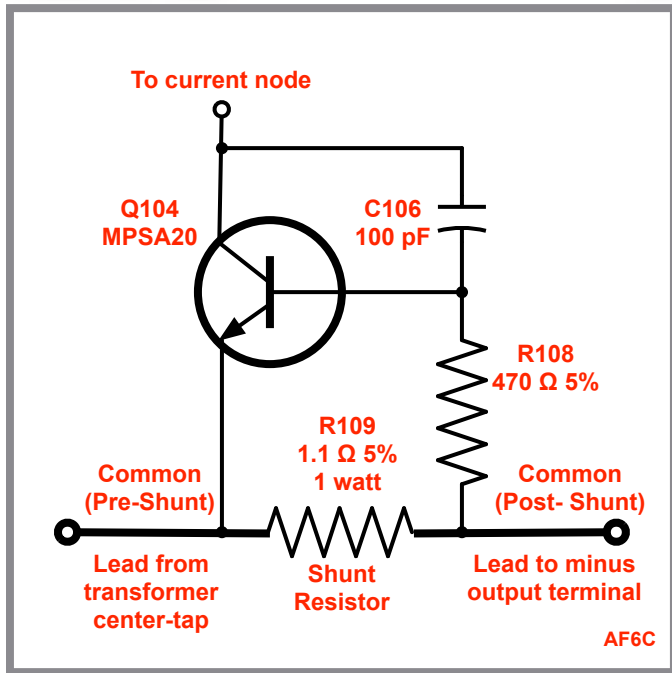 To current node
Q104
MPSA20
C106
100 pF
R108
470 Ω 5%
R109
1.1 Ω 5%
1 watt
Common
(Pre-Shunt)
Common
(Post- Shunt)
Lead from
transformer
center-tap
Shunt
Resistor
Lead to minus
output terminal
AF6C